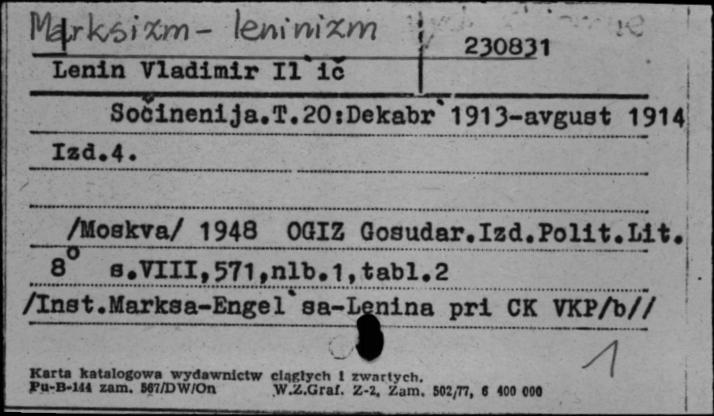 Marksizm - leninizm
230831
Lenin Vladimir Il`ič
Sočinenija.T.20:Dekabr`1913-avgust 1914
Izd.4.
/Moskva/ 1948 OGIZ Gosudar.Izd.Polit.Lit.
8° s.VIII,571,nlb.1,tabl.2
/Inst.Marksa-Engel`sa-Lenina pri CK VKP/b//
1
Karta katalogowa wydawnictw ciągłych i zwartych.
Pu-B-144 zam. 567/DW/On W.Z.Graf. Z-2, Zam. 502/77, 6 400 000